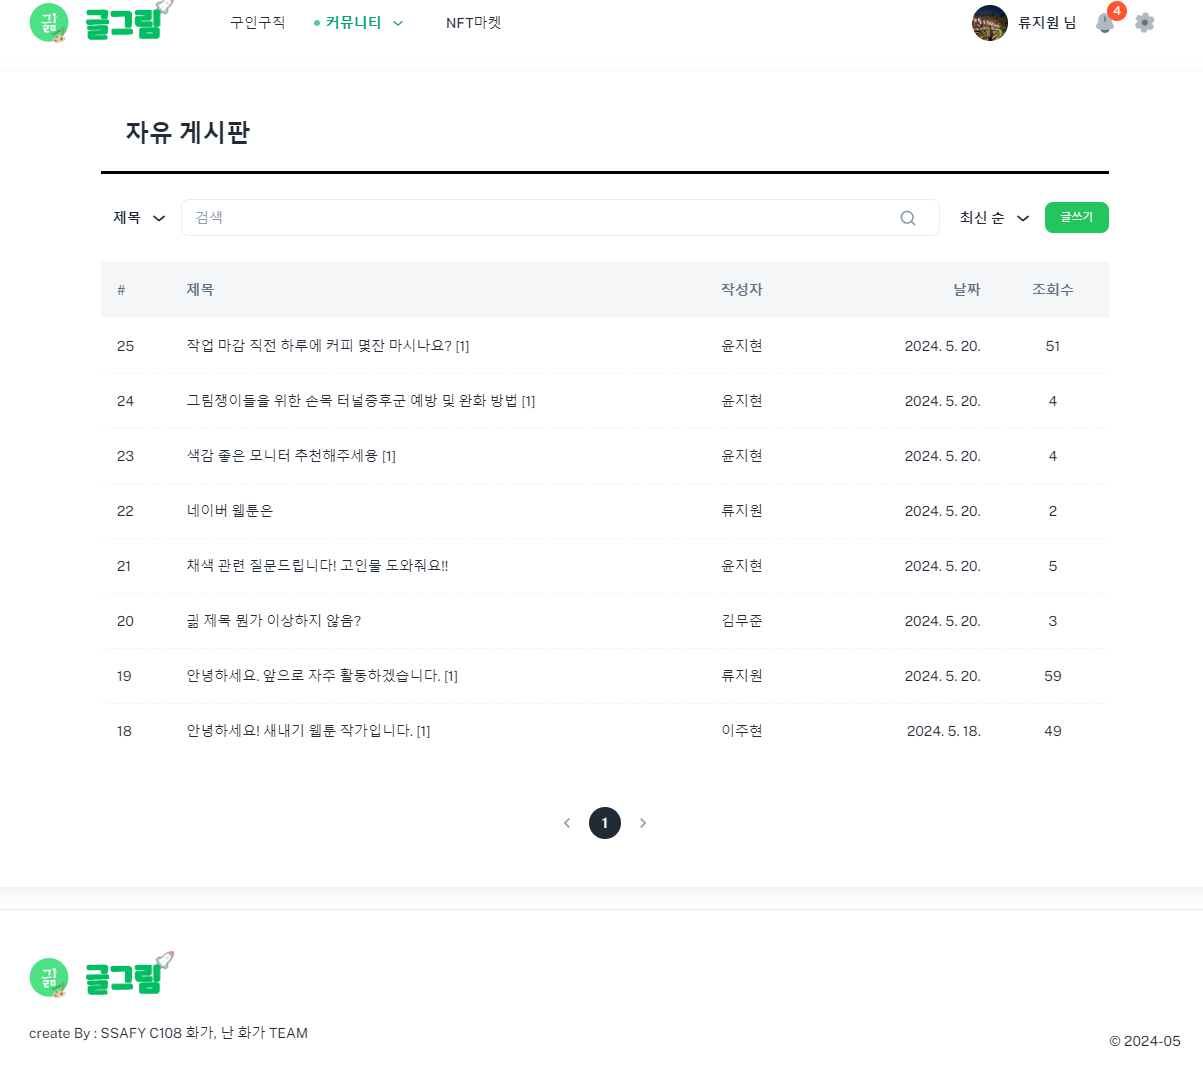 글그림 구인구직 커뮤니티 NFT마켓 류지원 님 4
자유 게시판
제목 검색 최신 순 글쓰기
# 제목 작성자 날짜 조회수
25 작업 마감 직전 하루에 커피 몇잔 마시나요? [1] 윤지현 2024. 5. 20. 51
24 그림쟁이들을 위한 손목 터널증후군 예방 및 완화 방법 [1] 윤지현 2024. 5. 20. 4
23 색감 좋은 모니터 추천해주세용 [1] 윤지현 2024. 5. 20. 4
22 네이버 웹툰은 류지원 2024. 5. 20. 2
21 채색 관련 질문드립니다! 고인물 도와줘요!! 윤지현 2024. 5. 20. 5
20 긞 제목 뭔가 이상하지 않음? 김무준 2024. 5. 20. 3
19 안녕하세요. 앞으로 자주 활동하겠습니다. [1] 류지원 2024. 5. 20. 59
18 안녕하세요! 새내기 웹툰 작가입니다. [1] 이주현 2024. 5. 18. 49
1
글그림
create By : SSAFY C108 화가, 난 화가 TEAM
© 2024-05